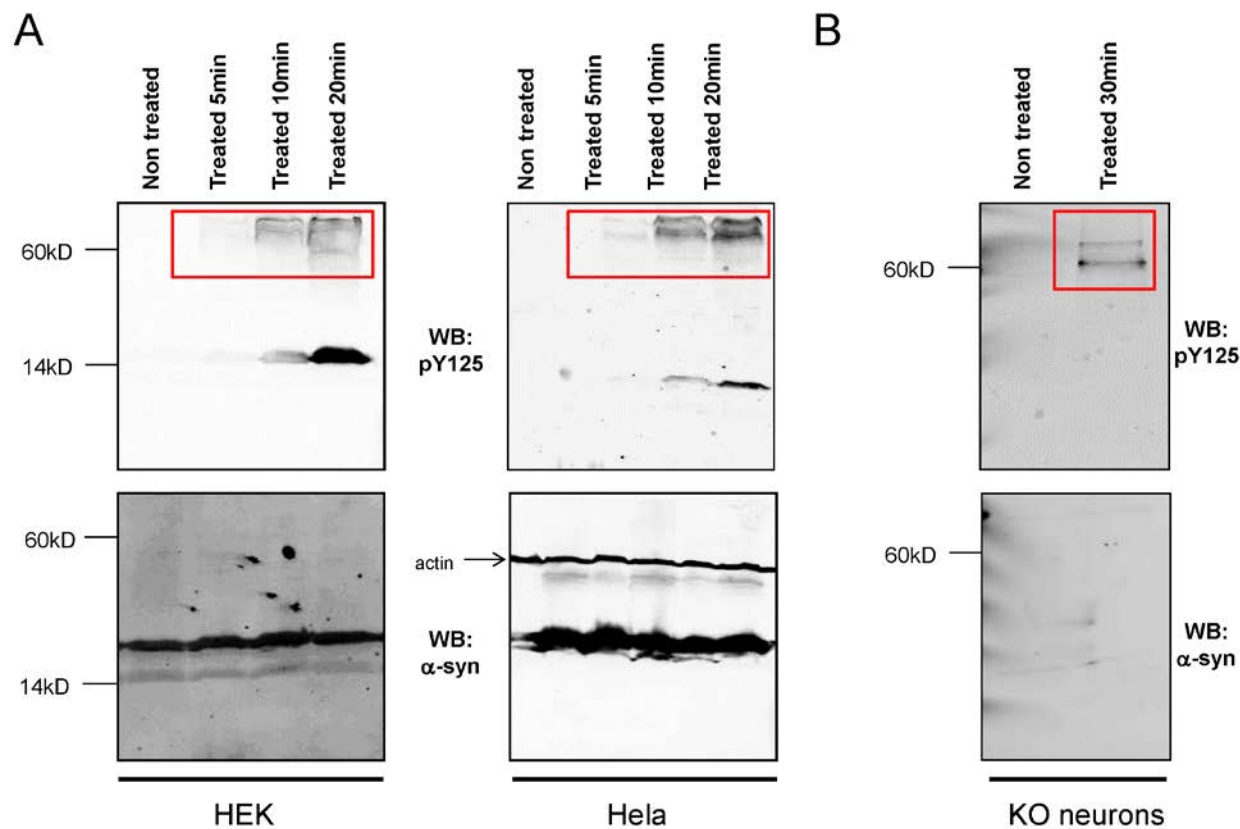 A
B
Non treated
Treated 5min
Treated 10min
Treated 20min
Non treated
Treated 5min
Treated 10min
Treated 20min
Non treated
Treated 30min
60kD
14kD
WB:
pY125
60kD
WB:
pY125
60kD
14kD
actin
WB:
α-syn
60kD
WB:
α-syn
HEK
Hela
KO neurons